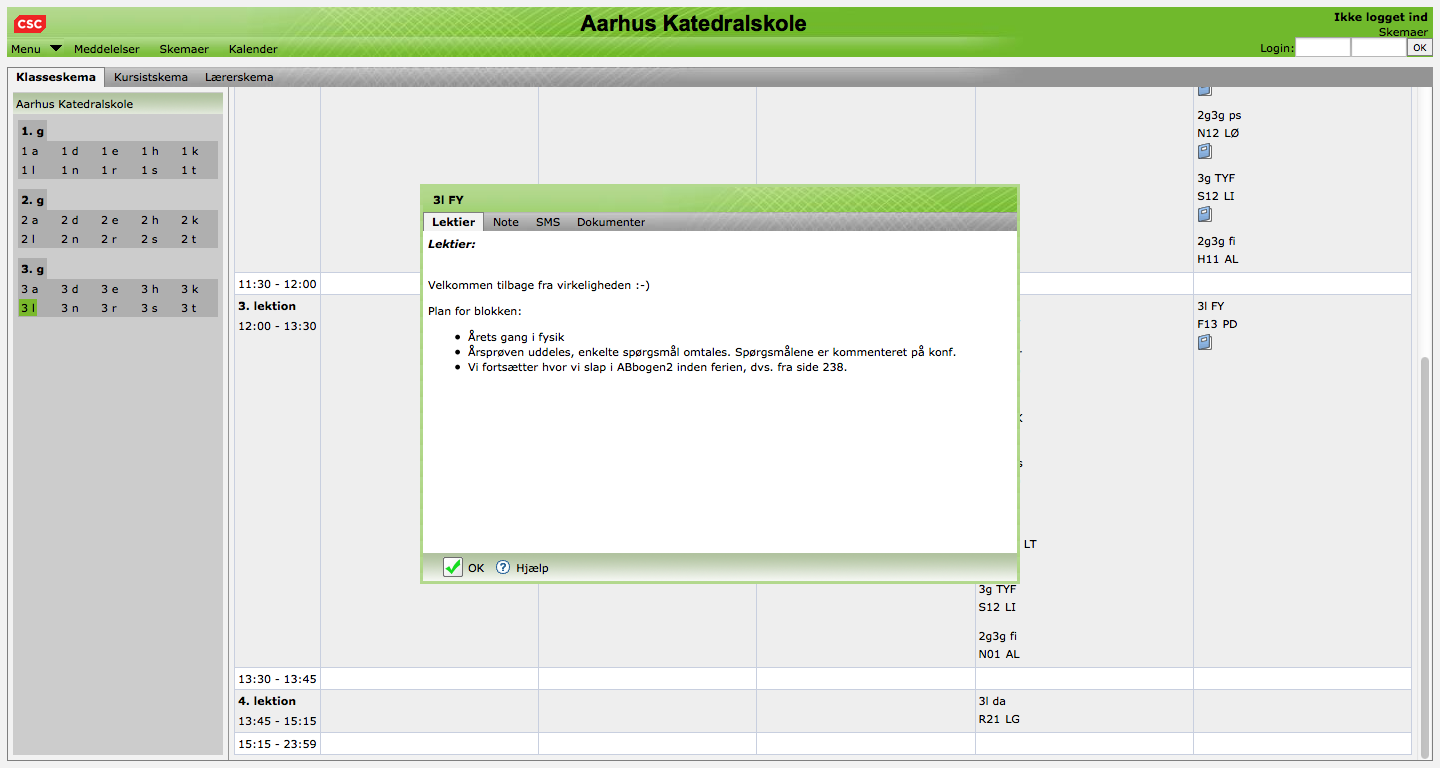 CSC
Aarhus Katedralskole
Ikke logget ind
Skemaer
Menu Meddelelser Skemaer Kalender
Login: OK
Klasseskema Kursistskema Lærerskema
Aarhus Katedralskole
1. g
1 a 1 d 1 e 1 h 1 k
1 l 1 n 1 r 1 s 1 t
2. g
2 a 2 d 2 e 2 h 2 k
2 l 2 n 2 r 2 s 2 t
3. g
3 a 3 d 3 e 3 h 3 k
3 l 3 n 3 r 3 s 3 t
2g3g ps
N12 LØ
3g TYF
S12 LI
2g3g fi
H11 AL
11:30 - 12:00
3. lektion
12:00 - 13:30
3l FY
F13 PD
3l FY
Lektier Note SMS Dokumenter
Lektier:
Velkommen tilbage fra virkeligheden :-)
Plan for blokken:
• Årets gang i fysik
• Årsprøven uddeles, enkelte spørgsmål omtales. Spørgsmålene er kommenteret på konf.
• Vi fortsætter hvor vi slap i ABbogen2 inden ferien, dvs. fra side 238.
OK Hjælp
LT
3g TYF
S12 LI
2g3g fi
N01 AL
13:30 - 13:45
4. lektion
13:45 - 15:15
3l da
R21 LG
15:15 - 23:59